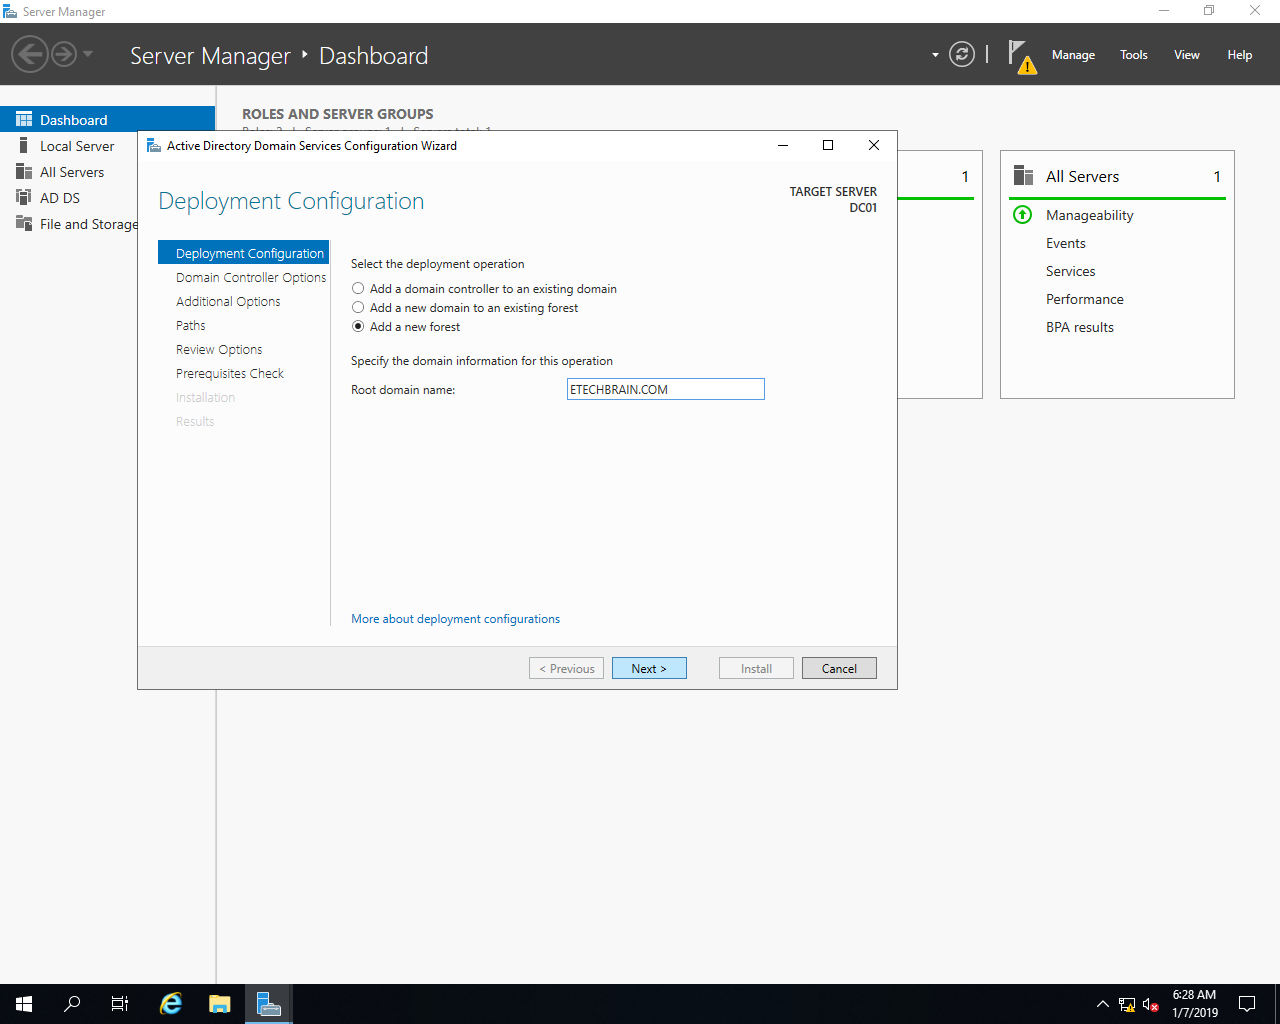 Server Manager
Server Manager ‣ Dashboard
Manage Tools View Help
Dashboard
Local Server
All Servers
AD DS
File and Storage
ROLES AND SERVER GROUPS
Active Directory Domain Services Configuration Wizard
Deployment Configuration
TARGET SERVER
DC01
Deployment Configuration
Domain Controller Options
Additional Options
Paths
Review Options
Prerequisites Check
Installation
Results
Select the deployment operation
Add a domain controller to an existing domain
Add a new domain to an existing forest
Add a new forest
Specify the domain information for this operation
Root domain name: ETECHBRAIN.COM
More about deployment configurations
< Previous Next > Install Cancel
1
All Servers 1
Manageability
Events
Services
Performance
BPA results
6:28 AM
1/7/2019